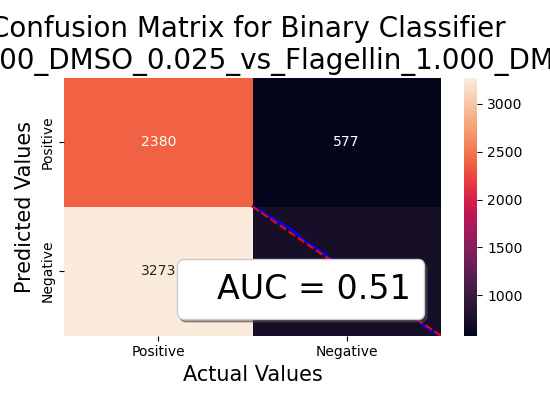 Confusion Matrix for Binary Classifier
00_DMSO_0.025_vs_Flagellin_1.000_DM
Predicted Values
Positive
Negative
2380
577
3273
AUC = 0.51
Positive
Negative
Actual Values
3000
2500
2000
1500
1000